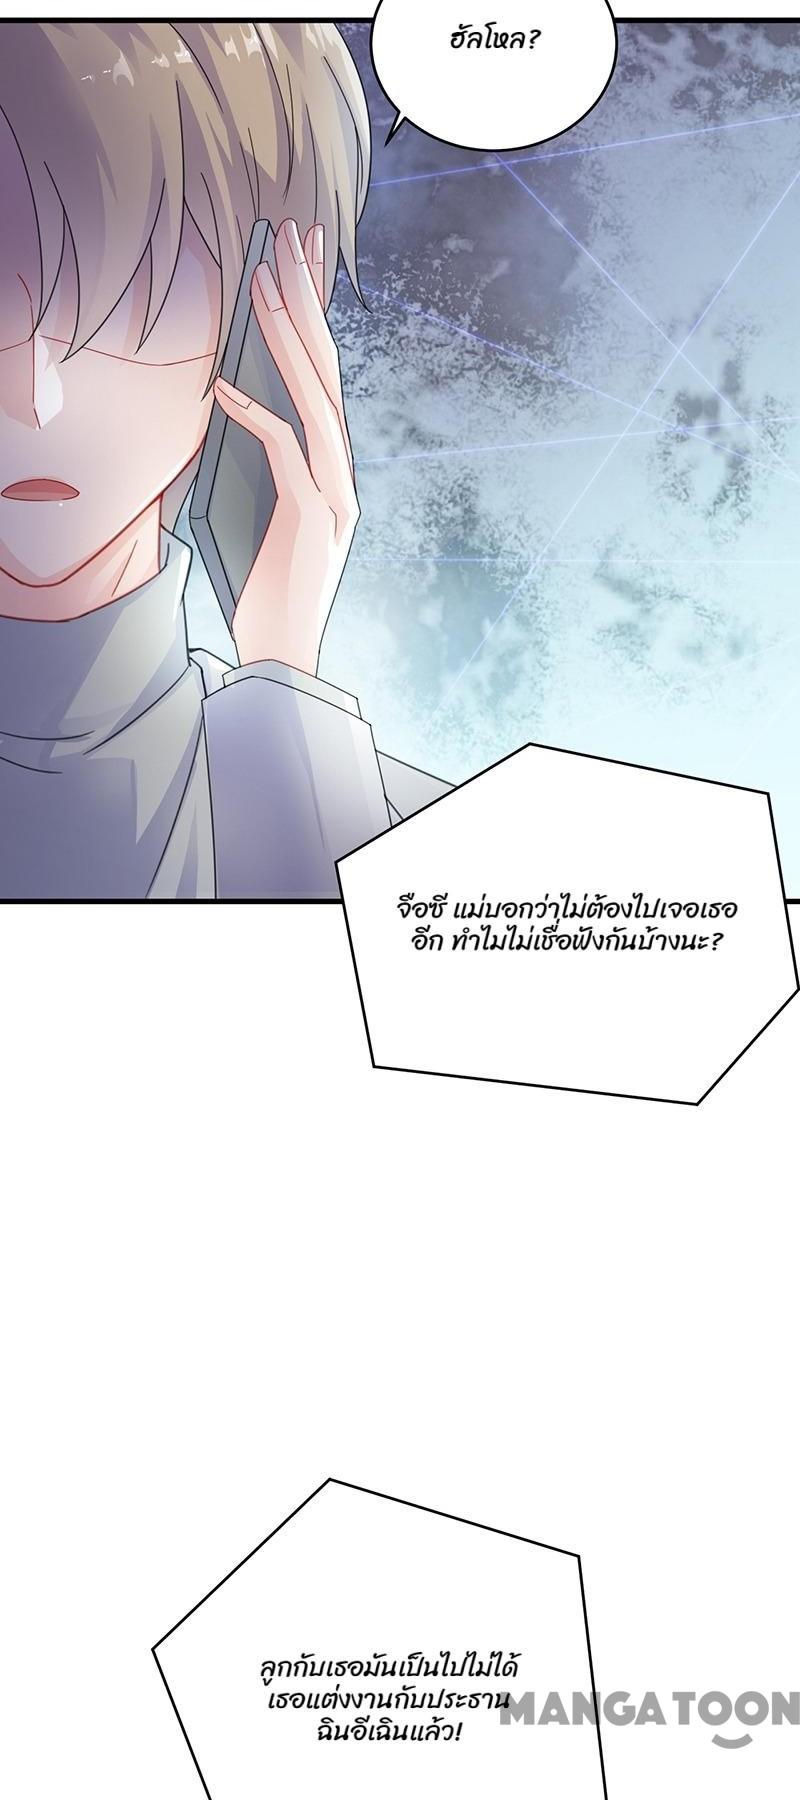 ฮัลโหล?
จือซี แม่บอกว่าไม่ต้องไปเจอเธอ
อีก ทำไมไม่เชื่อฟังกันบ้างนะ?
ลูกกับเธอมันเป็นไปไม่ได้
เธอแต่งงานกับประธาน
ฉินอี้เฉินแล้ว!
MANGATOON